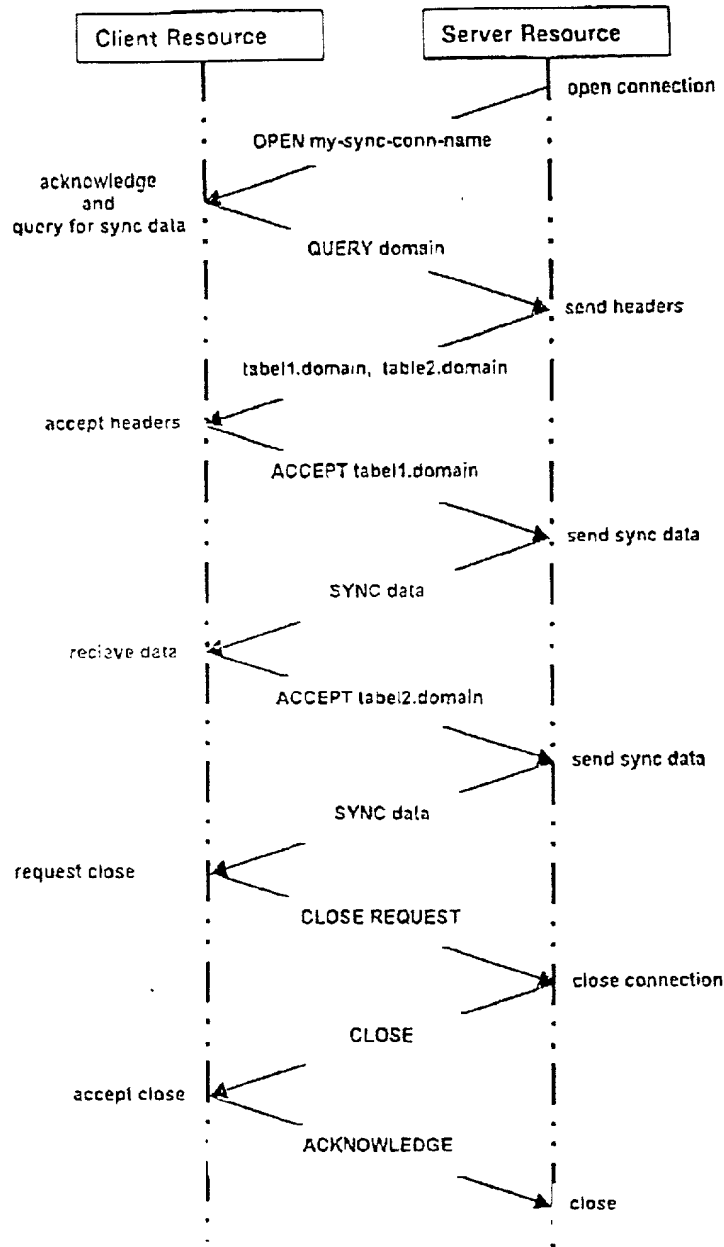 Client Resource
Server Resource
open connection
OPEN my-sync-conn-name
acknowledge
and
query for sync data
QUERY domain
send headers
tabel1.domain, table2.domain
accept headers
ACCEPT tabel1.domain
send sync data
SYNC data
recieve data
ACCEPT tabel2.domain
send sync data
SYNC data
request close
CLOSE REQUEST
close connection
CLOSE
accept close
ACKNOWLEDGE
close